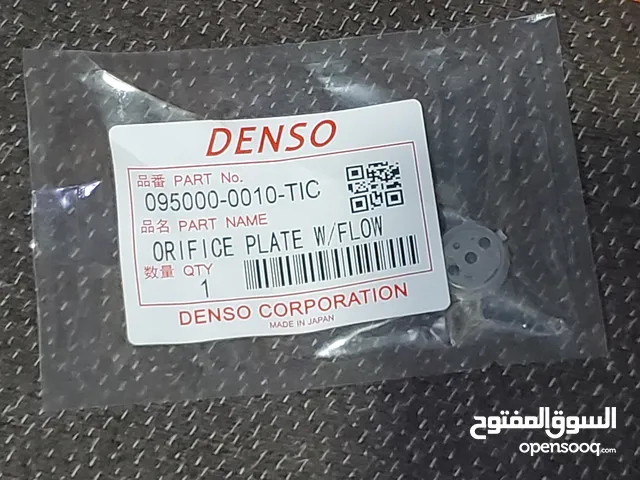 DENSO
品番 PART No.
095000-0010-TIC
品名 PART NAME
ORIFICE PLATE W/FLOW
数量 QTY
1
DENSO CORPORATION
MADE IN JAPAN
السوق المفتوح
opensooq.com